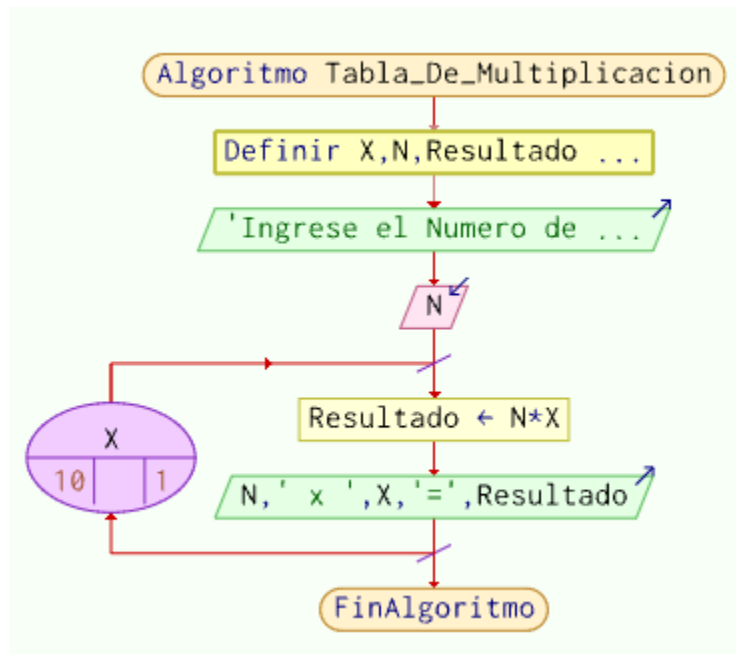 Algoritmo Tabla_De_Multiplicacion
Definir X,N,Resultado ...
'Ingrese el Numero de ...
N
Resultado ← N*X
X
10 1
N,' x ',X,'=',Resultado
FinAlgoritmo